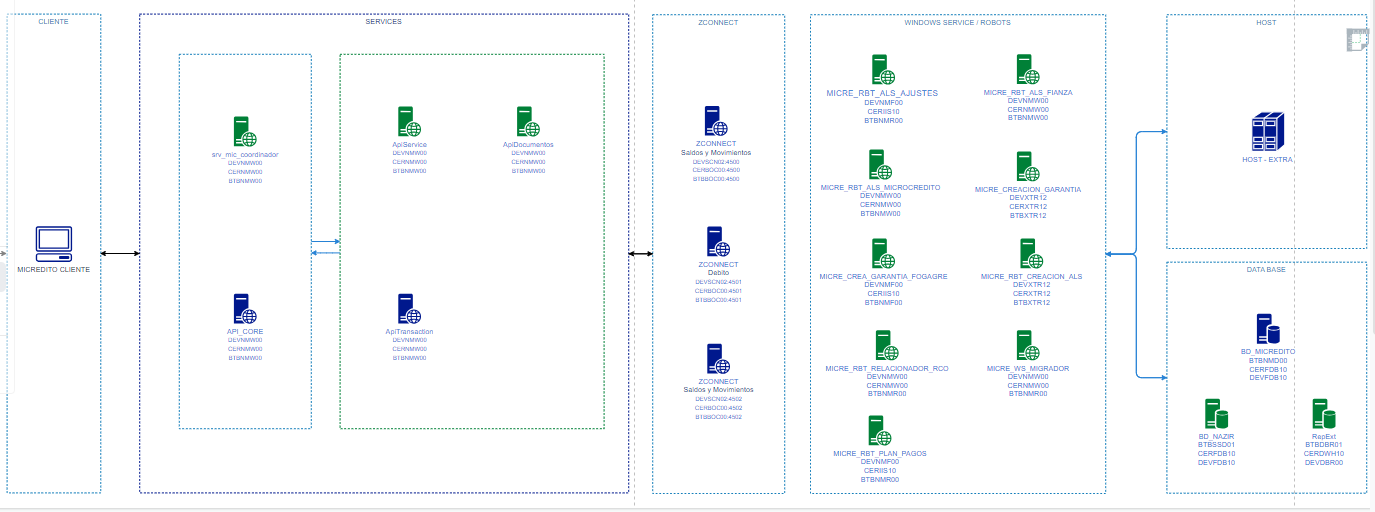 CLIENTE
MICREDITO CLIENTE
SERVICES
srv_mic_coordinador
DEVNMW00
CERNMW00
BTBNMW00
API_CORE
DEVNMW00
CERNMW00
BTBNMW00
ApiService
DEVNMW00
CERNMW00
BTBNMW00
ApiDocumentos
DEVNMW00
CERNMW00
BTBNMW00
ApiTransaction
DEVNMW00
CERNMW00
BTBNMW00
ZCONNECT
ZCONNECT
Saldos y Movimientos
DEVSCN02:4500
CERBOC00:4500
BTBBOC00:4500
ZCONNECT
Debito
DEVSCN02:4501
CERBOC00:4501
BTBBOC00:4501
ZCONNECT
Saldos y Movimientos
DEVSCN02:4502
CERBOC00:4502
BTBBOC00:4502
WINDOWS SERVICE / ROBOTS
MICRE_RBT_ALS_AJUSTES
DEVNMF00
CERIIS10
BTBNMR00
MICRE_RBT_ALS_FIANZA
DEVNMW00
CERNMW00
BTBNMW00
MICRE_RBT_ALS_MICROCREDITO
DEVNMW00
CERNMW00
BTBNMW00
MICRE_CREACION_GARANTIA
DEVXTR12
CERXTR12
BTBXTR12
MICRE_CREA_GARANTIA_FOGAGRE
DEVNMF00
CERIIS10
BTBNMF00
MICRE_RBT_CREACION_ALS
DEVXTR12
CERXTR12
BTBXTR12
MICRE_RBT_RELACIONADOR_RCO
DEVNMW00
CERNMW00
BTBNMR00
MICRE_WS_MIGRADOR
DEVNMW00
CERNMW00
BTBNMR00
MICRE_RBT_PLAN_PAGOS
DEVNMF00
CERIIS10
BTBNMR00
HOST
HOST - EXTRA
DATA BASE
BD_MICREDITO
BTBNMD00
CERFDB10
DEVFDB10
BD_NAZIR
BTBSSD01
CERFDB10
DEVFDB10
RepExt
BTBDBR01
CERDWH10
DEVDBR00